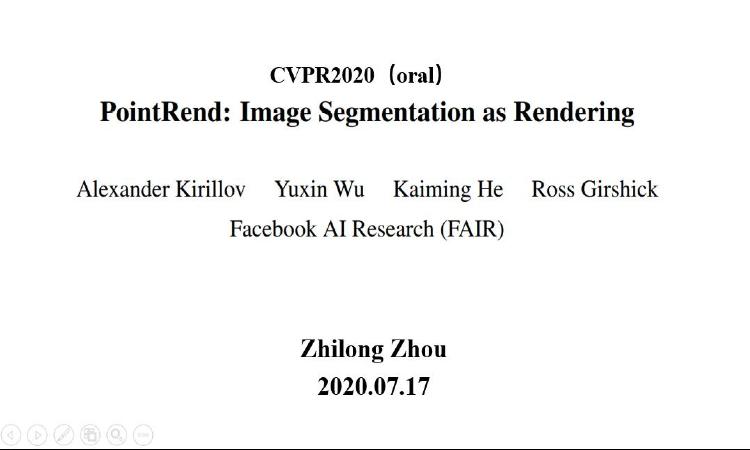 CVPR2020（oral）
PointRend: Image Segmentation as Rendering
Alexander Kirillov Yuxin Wu Kaiming He Ross Girshick
Facebook AI Research (FAIR)
Zhilong Zhou
2020.07.17